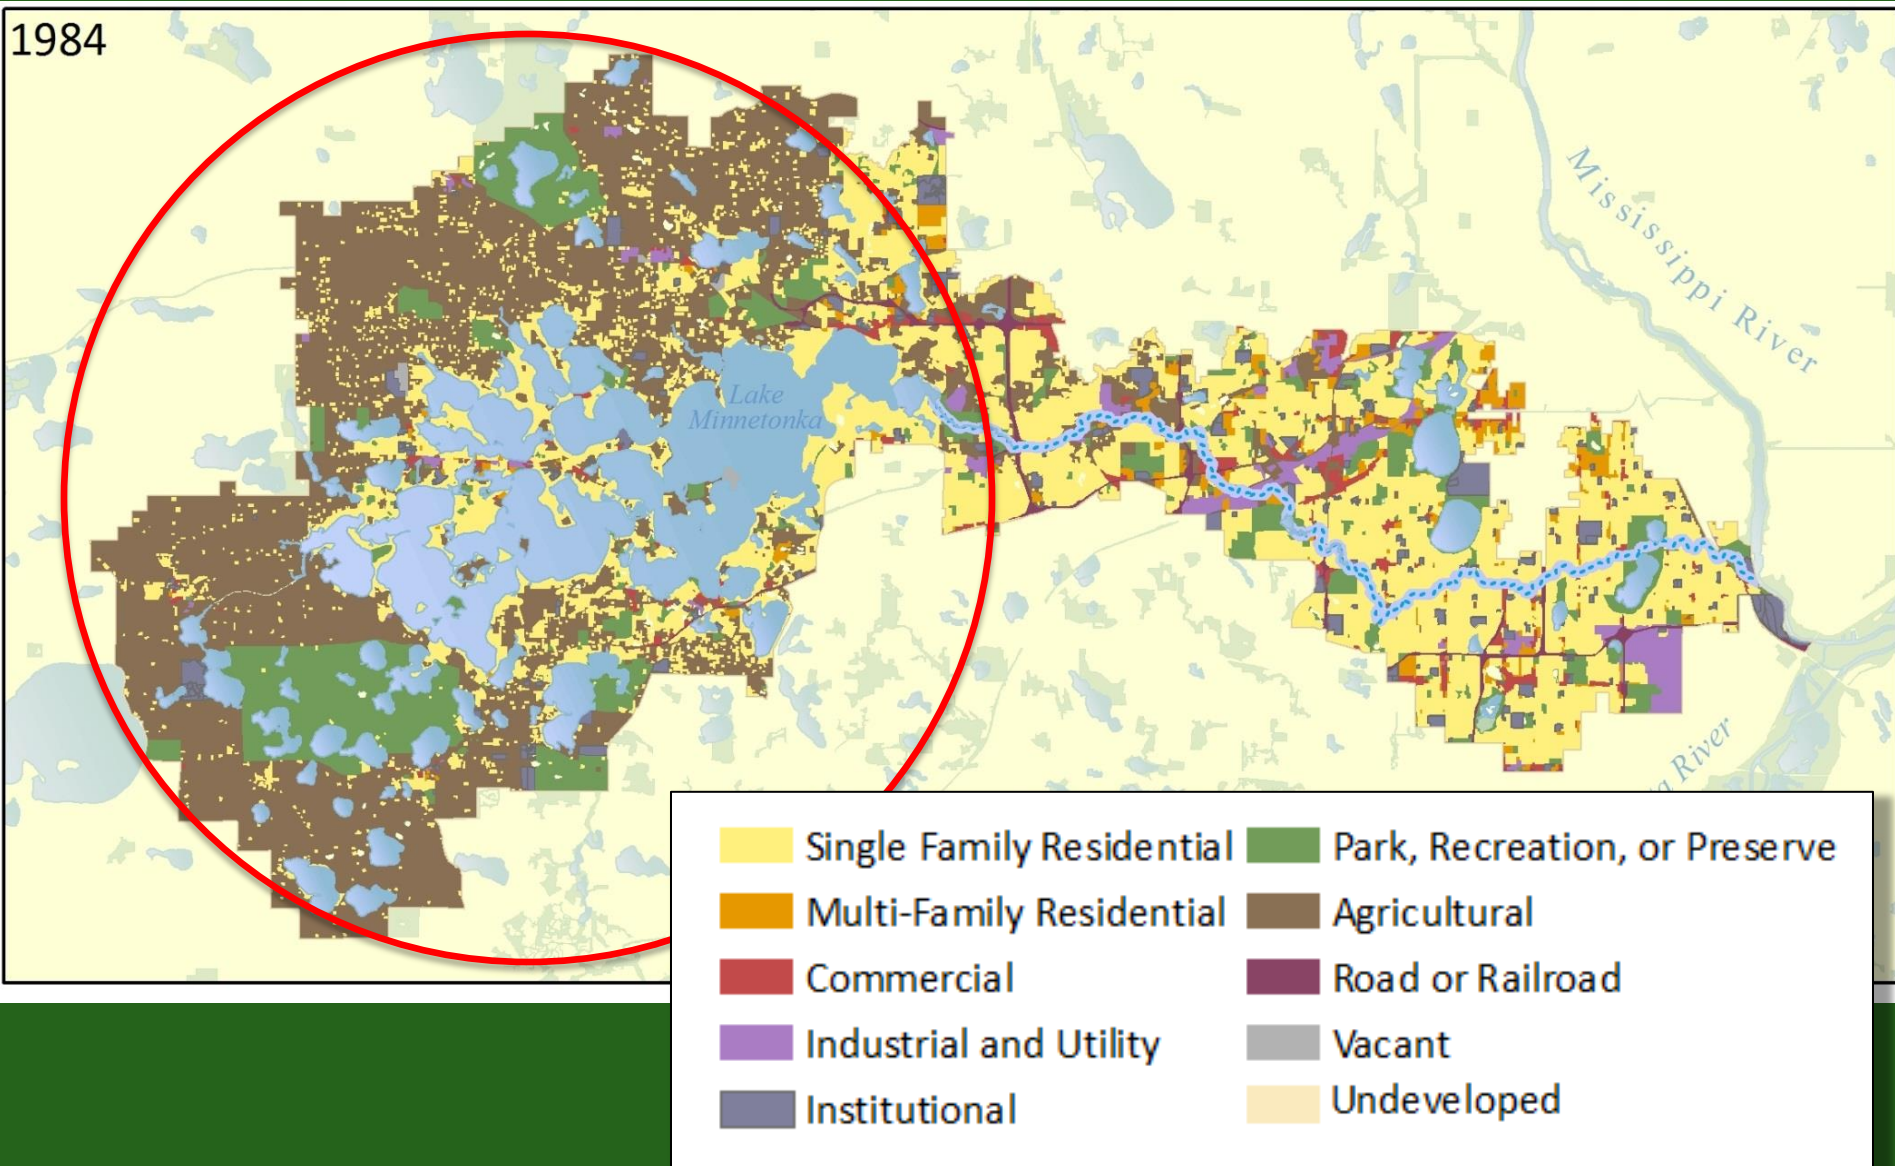 1984
Mississippi River
Lake
Minnetonka
River
Single Family Residential
Multi-Family Residential
Commercial
Industrial and Utility
Institutional
Park, Recreation, or Preserve
Agricultural
Road or Railroad
Vacant
Undeveloped